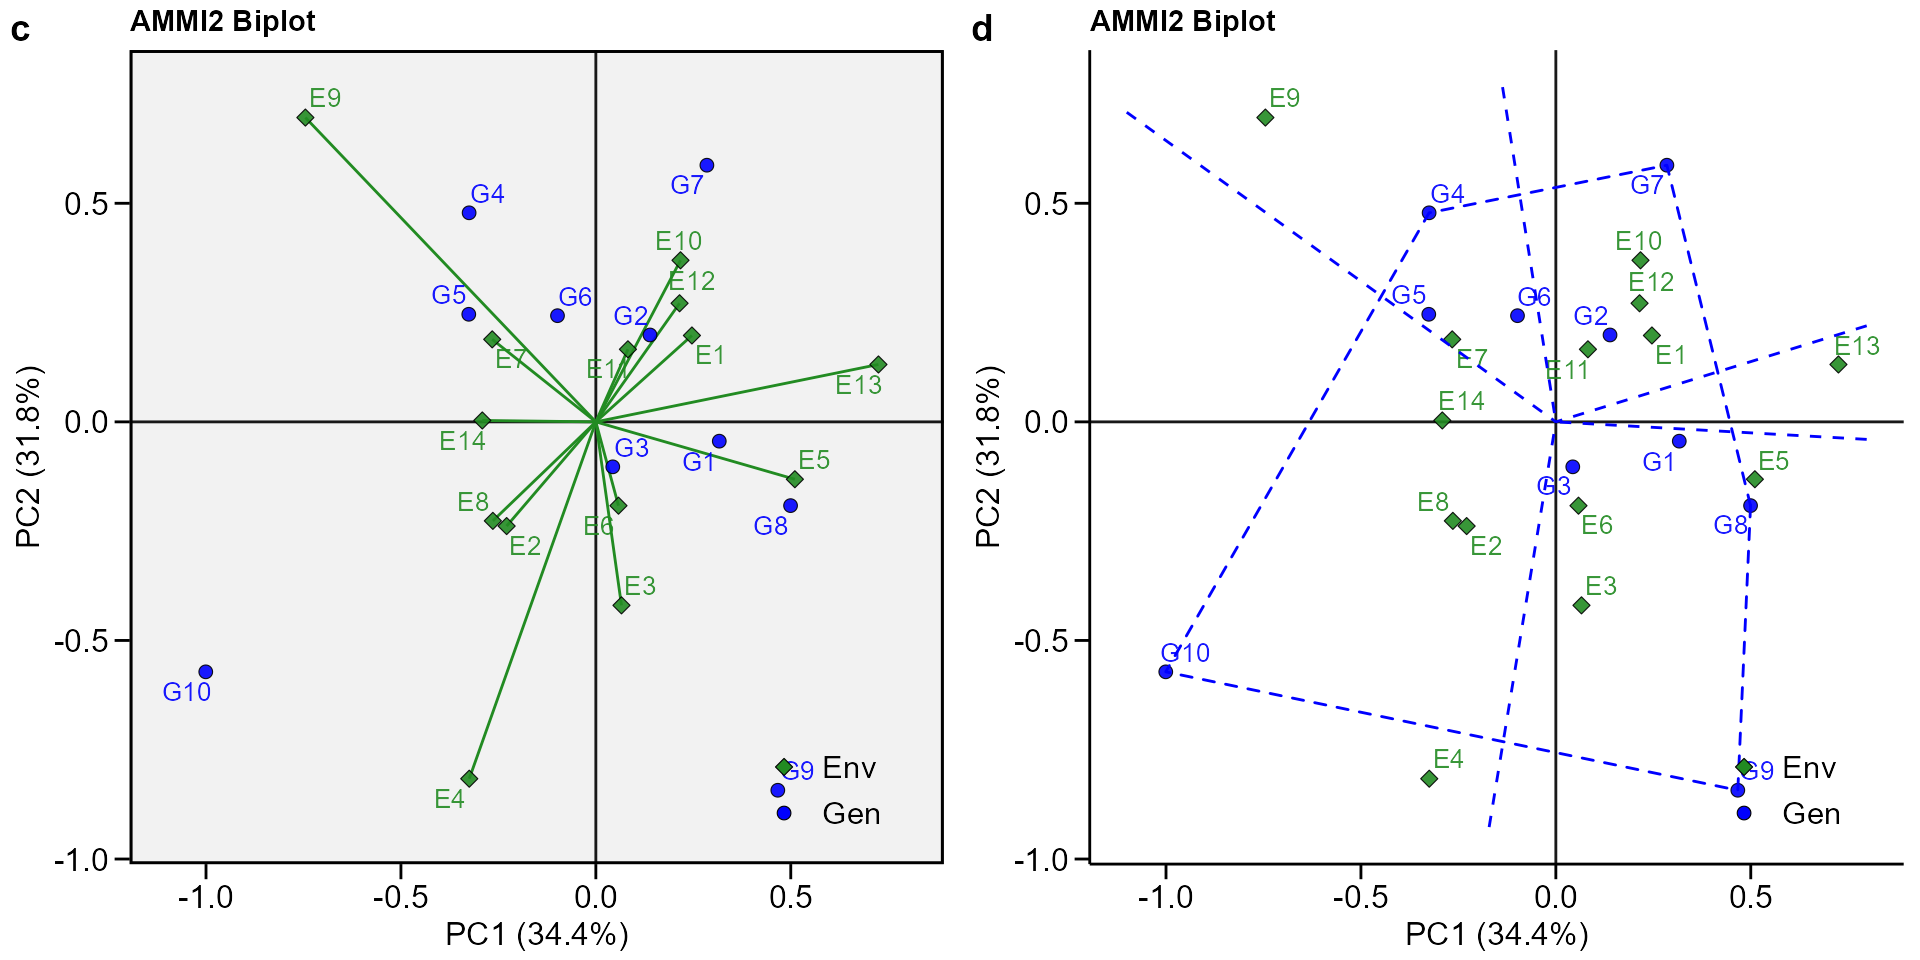 c
AMMI2 Biplot
E9
G4
G7
E10
E12
G5
G6
G2
E7
E11
E1
E13
E14
G3
G1
E5
E8
E2
E6
G8
E3
G10
E4
G9
Env
Gen
0.5
0.0
-0.5
-1.0
-1.0
-0.5
0.0
0.5
PC1 (34.4%)
PC2 (31.8%)
d
AMMI2 Biplot
E9
G4
G7
E10
E12
G5
G6
G2
E7
E11
E1
E13
E14
G1
E5
G3
E8
E2
E6
G8
E3
G10
E4
G9
Env
Gen
0.5
0.0
-0.5
-1.0
-1.0
-0.5
0.0
0.5
PC1 (34.4%)
PC2 (31.8%)